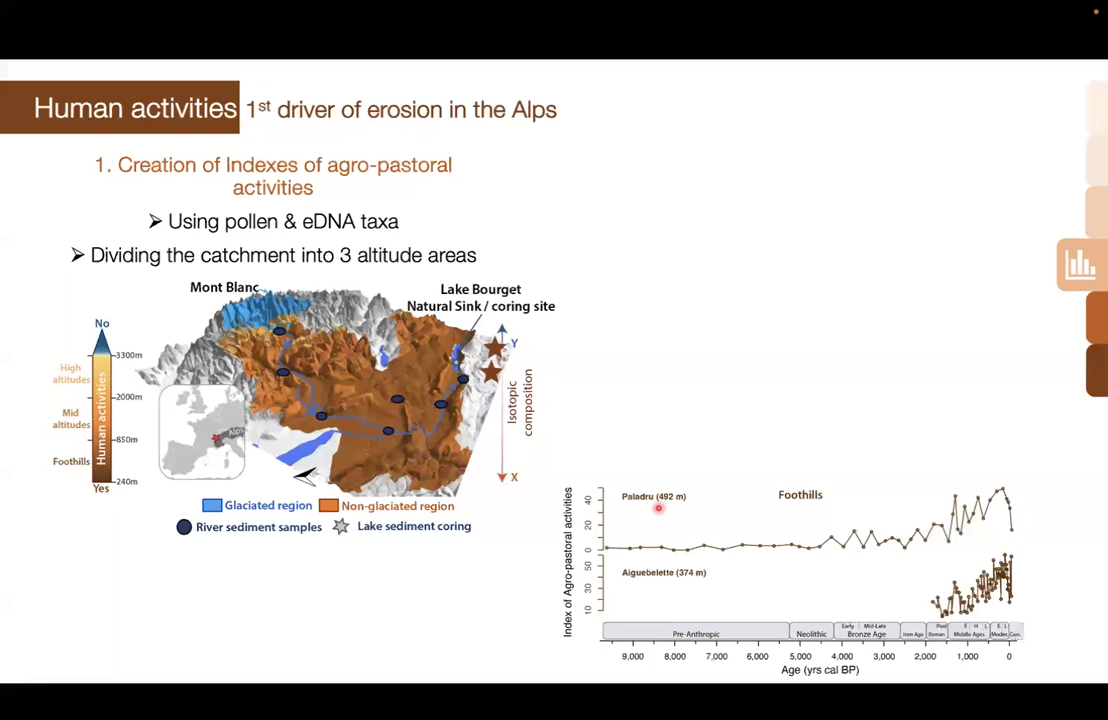 Human activities 1st driver of erosion in the Alps
1. Creation of Indexes of agro-pastoral
activities
➢ Using pollen & eDNA taxa
➢ Dividing the catchment into 3 altitude areas
Mont Blanc
Lake Bourget
Natural Sink / coring site
No
High
altitudes
Mid
altitudes
Foothills
Human activities
3300m
2000m
850m
240m
Yes
Alps
Y
Isotopic
composition
X
Glaciated region
Non-glaciated region
River sediment samples
Lake sediment coring
Index of Agro-pastoral activities
Paladru (492 m)
Foothills
40
20
0
Aiguebelette (374 m)
50
30
10
Pre-Anthropic
Neolithic
Early
Mid-Late
Bronze Age
Iron Age
Post
Roman
E H L
Middle Ages
E L
Moder.
Con.
9,000 8,000 7,000 6,000 5,000 4,000 3,000 2,000 1,000 0
Age (yrs cal BP)